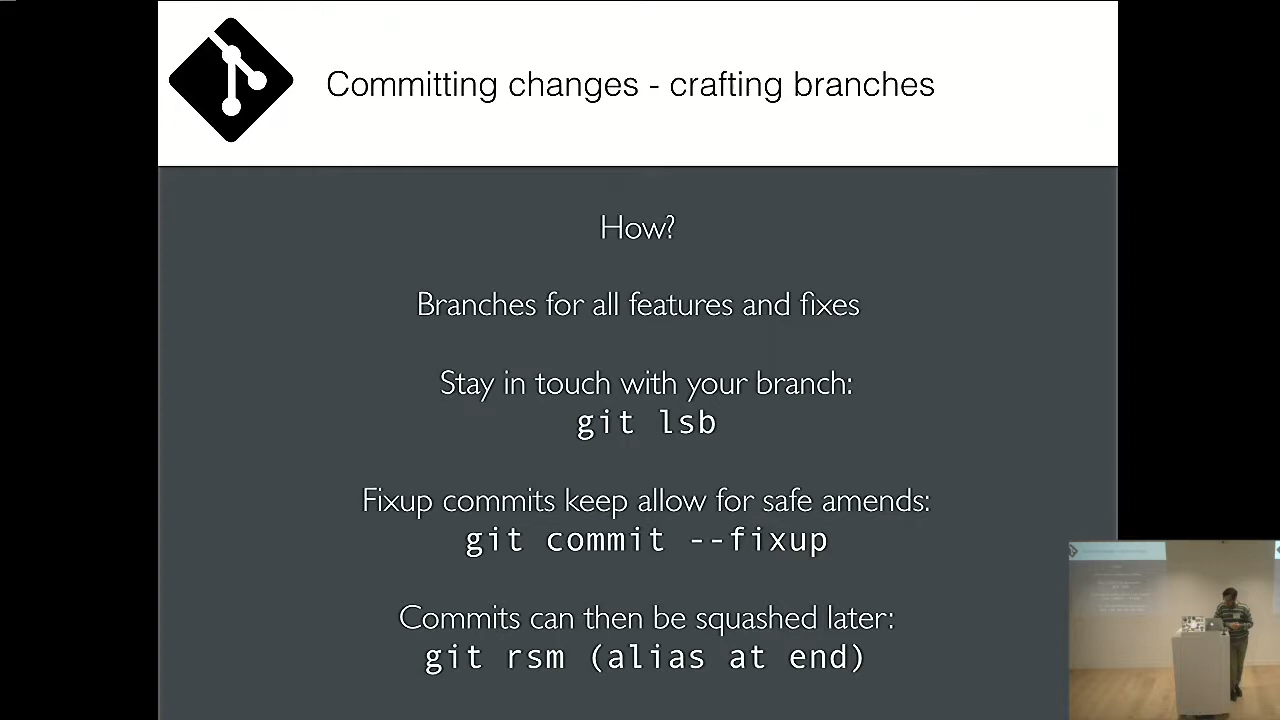 Committing changes - crafting branches
How?
Branches for all features and fixes
Stay in touch with your branch:
git lsb
Fixup commits keep allow for safe amends:
git commit --fixup
Commits can then be squashed later:
git rsm (alias at end)